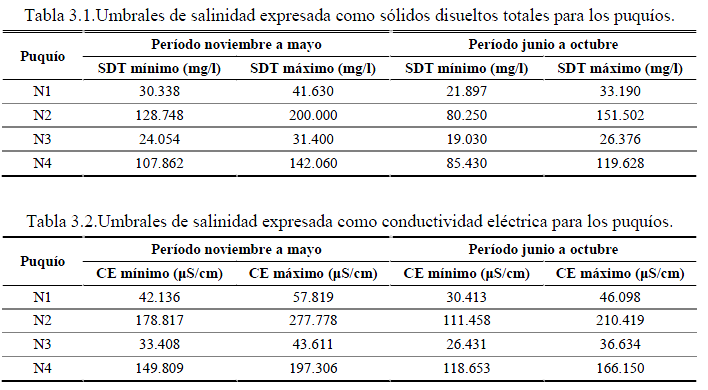 Tabla 3.1.Umbrales de salinidad expresada como sólidos disueltos totales para los puquíos.
Puquío Período noviembre a mayo Período junio a octubre
SDT mínimo (mg/l) SDT máximo (mg/l) SDT mínimo (mg/l) SDT máximo (mg/l)
N1 30.338 41.630 21.897 33.190
N2 128.748 200.000 80.250 151.502
N3 24.054 31.400 19.030 26.376
N4 107.862 142.060 85.430 119.628
Tabla 3.2.Umbrales de salinidad expresada como conductividad eléctrica para los puquíos.
Puquío Período noviembre a mayo Período junio a octubre
CE mínimo (µS/cm) CE máximo (µS/cm) CE mínimo (µS/cm) CE máximo (µS/cm)
N1 42.136 57.819 30.413 46.098
N2 178.817 277.778 111.458 210.419
N3 33.408 43.611 26.431 36.634
N4 149.809 197.306 118.653 166.150